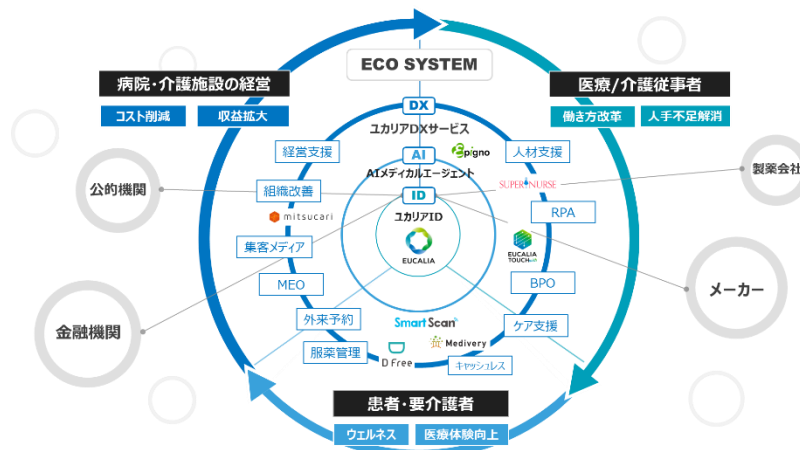 ECO SYSTEM
病院・介護施設の経営
コスト削減
収益拡大
医療/介護従事者
働き方改革
人手不足解消
DX
ユカリアDXサービス
経営支援
AI
epigno
人材支援
AIメディカルエージェント
公的機関
製薬会社
組織改善
ID
SUPER NURSE
mitsucari
ユカリID
RPA
集客メディア
EUCALIA
EUCALIA
TOUCH
MEO
BPO
メーカー
外来予約
SmartScan
ケア支援
金融機関
服薬管理
D Free
Medivery
キャッシュレス
患者・要介護者
ウェルネス
医療体験向上